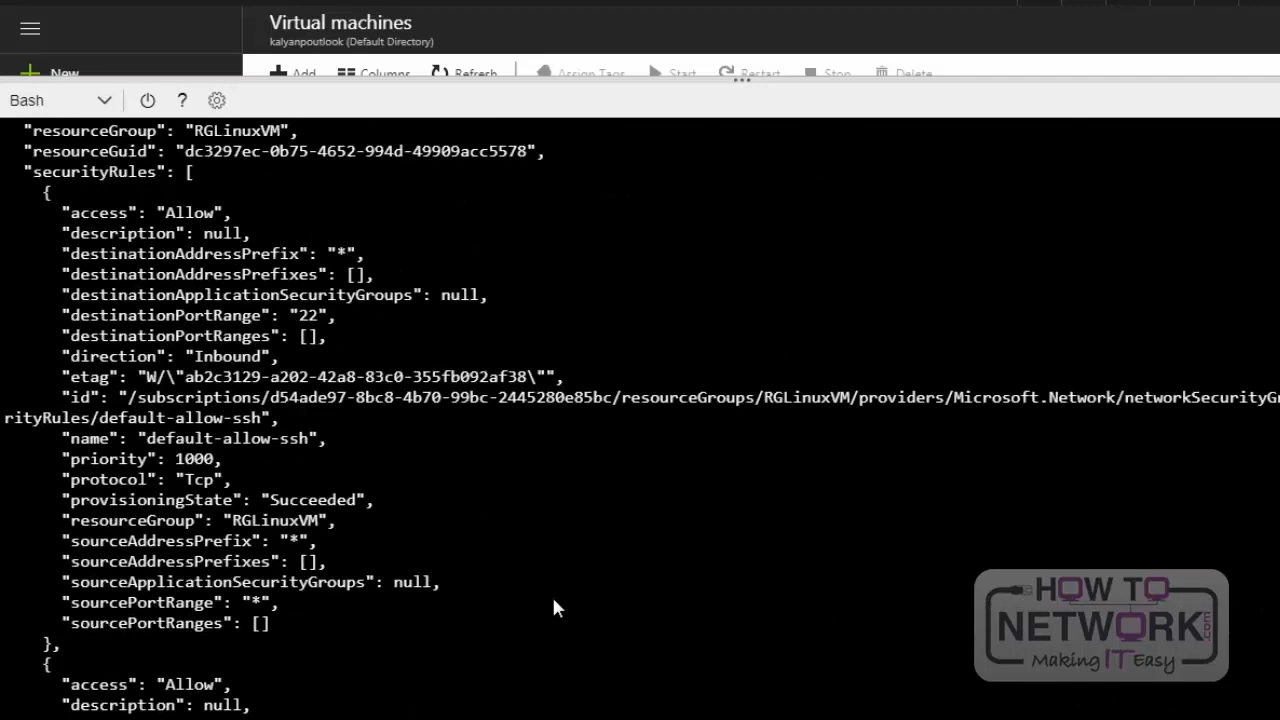 Virtual machines
kalyanpoutlook (Default Directory)
New
Add Columns Refresh Assign Tags Start Restart Stop Delete
Bash ?
"resourceGroup": "RGLinuxVM",
"resourceGuid": "dc3297ec-0b75-4652-994d-49909acc5578",
"securityRules": [
{
"access": "Allow",
"description": null,
"destinationAddressPrefix": "*",
"destinationAddressPrefixes": [],
"destinationApplicationSecurityGroups": null,
"destinationPortRange": "22",
"destinationPortRanges": [],
"direction": "Inbound",
"etag": "W/\"ab2c3129-a202-42a8-83c0-355fb092af38\"",
"id": "/subscriptions/d54ade97-8bc8-4b70-99bc-2445280e85bc/resourceGroups/RGLinuxVM/providers/Microsoft.Network/networkSecurityGr
rityRules/default-allow-ssh",
"name": "default-allow-ssh",
"priority": 1000,
"protocol": "Tcp",
"provisioningState": "Succeeded",
"resourceGroup": "RGLinuxVM",
"sourceAddressPrefix": "*",
"sourceAddressPrefixes": [],
"sourceApplicationSecurityGroups": null,
"sourcePortRange": "*",
"sourcePortRanges": []
},
{
"access": "Allow",
"description": null,
HOW TO
NETWORK.com
Making IT Easy